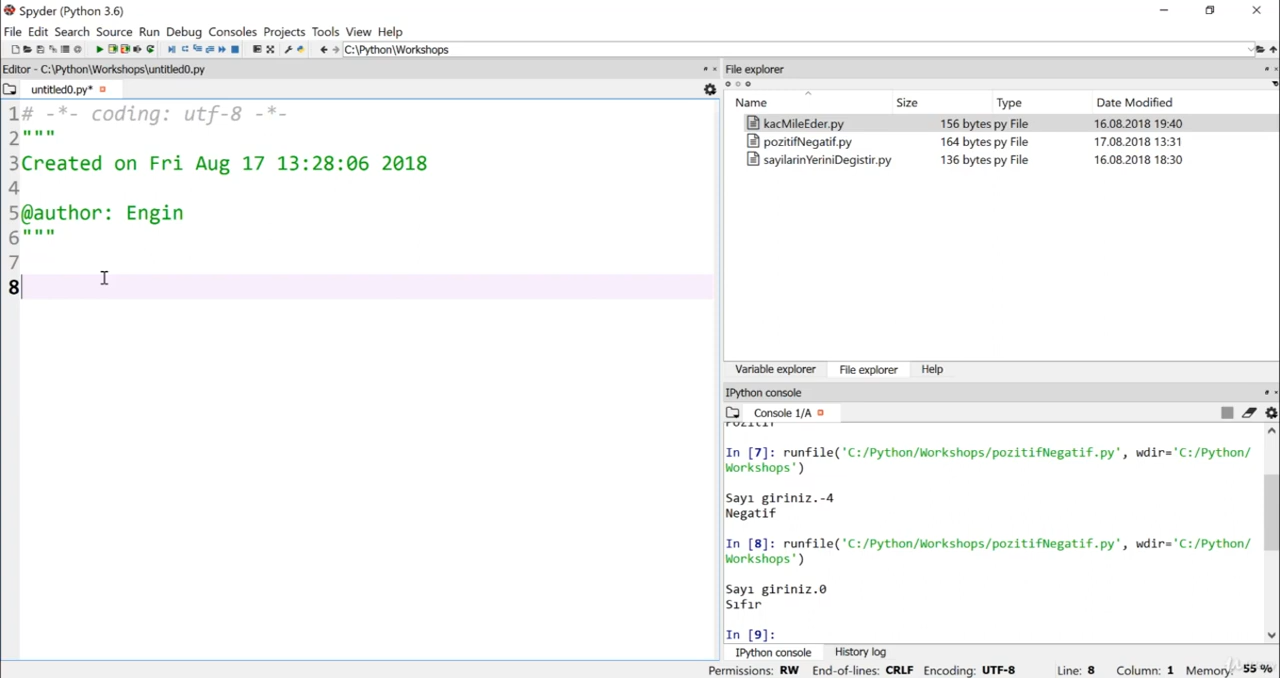 Spyder (Python 3.6)
File Edit Search Source Run Debug Consoles Projects Tools View Help
C:\Python\Workshops
Editor - C:\Python\Workshops\untitled0.py
untitled0.py*
1# -*- coding: utf-8 -*-
2"""
3Created on Fri Aug 17 13:28:06 2018
4
5@author: Engin
6"""
7
8
File explorer
Name Size Type Date Modified
kacMileEder.py 156 bytes py File 16.08.2018 19:40
pozitifNegatif.py 164 bytes py File 17.08.2018 13:31
sayilarinYeriniDegistir.py 136 bytes py File 16.08.2018 18:30
Variable explorer File explorer Help
IPython console
Console 1/A
Pozitif
In [7]: runfile('C:/Python/Workshops/pozitifNegatif.py', wdir='C:/Python/
Workshops')
Sayı giriniz.-4
Negatif
In [8]: runfile('C:/Python/Workshops/pozitifNegatif.py', wdir='C:/Python/
Workshops')
Sayı giriniz.0
Sıfır
In [9]:
IPython console History log
Permissions: RW End-of-lines: CRLF Encoding: UTF-8 Line: 8 Column: 1 Memory: 55 %